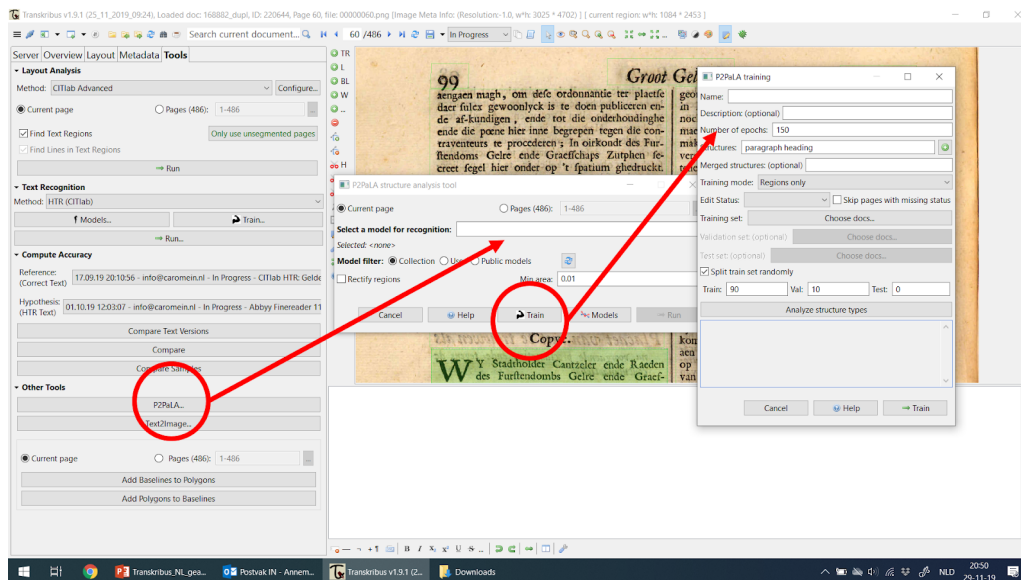 Transkribus v1.9.1 (25_11_2019_09:24), Loaded doc: 168882_dupl, ID: 220644, Page 60, file: 00000060.png [Image Meta Info: (Resolution:-1.0, w*h: 3025 * 4702) ] [ current region: w*h: 1084 * 2453 ]
Search current document...
60 /486
In Progress
Server Overview Layout Metadata Tools
Layout Analysis
Method: CITlab Advanced
Configure...
Current page
Pages (486): 1-486
...
Find Text Regions
Only use unsegmented pages
Find Lines in Text Regions
Run
Text Recognition
Method: HTR (CITlab)
Models...
Train...
Run...
Compute Accuracy
Reference:
(Correct Text)
17.09.19 20:10:56 - info@caromein.nl - In Progress - CITlab HTR: Gelde
Hypothesis:
(HTR Text)
01.10.19 12:03:07 - info@caromein.nl - In Progress - Abbyy Finereader 11
Compare Text Versions
Compare
Compare Samples
Other Tools
P2PaLA...
Text2Image...
Current page
Pages (486): 1-486
...
Add Baselines to Polygons
Add Polygons to Baselines
TR
L
BL
W
...
H
99
Groot Gel
aengaen magh, om dese ordonnantie ter plaetse
daer sulex gewoonlyck is te doen publiceren en-
de af-kundigen, ende tot die onderhoudinghe
ende die pœne hier inne begrepen tegen die con-
traventeurs te procederen; In oirkondt des Fur-
stendoms Gelre ende Graefschaps Zutphen se-
creet segel hier onder op 't spatium ghedruckt.
Copye.
WY Stadtholder Cantzeler ende Raeden
des Furstendombs Gelre ende Graef-
P2PaLA structure analysis tool
Current page
Pages (486): 1-486
Select a model for recognition:
Selected: <none>
Model filter: Collection
Public models
Rectify regions
Min area: 0.01
Cancel
Help
Train
Models
Run
P2PaLA training
Name:
Description: (optional)
Number of epochs: 150
Structures: paragraph heading
Merged structures: (optional)
Training mode: Regions only
Edit Status:
Skip pages with missing status
Training set:
Choose docs...
Validation set: (optional)
Choose docs...
Test set: (optional)
Choose docs...
Split train set randomly
Train: 90
Val: 10
Test: 0
Analyze structure types
Cancel
Help
Train
Transkribus_NL_gea...
Postvak IN - Annem...
Transkribus v1.9.1 (2...
Downloads
NLD
20:50
29-11-19